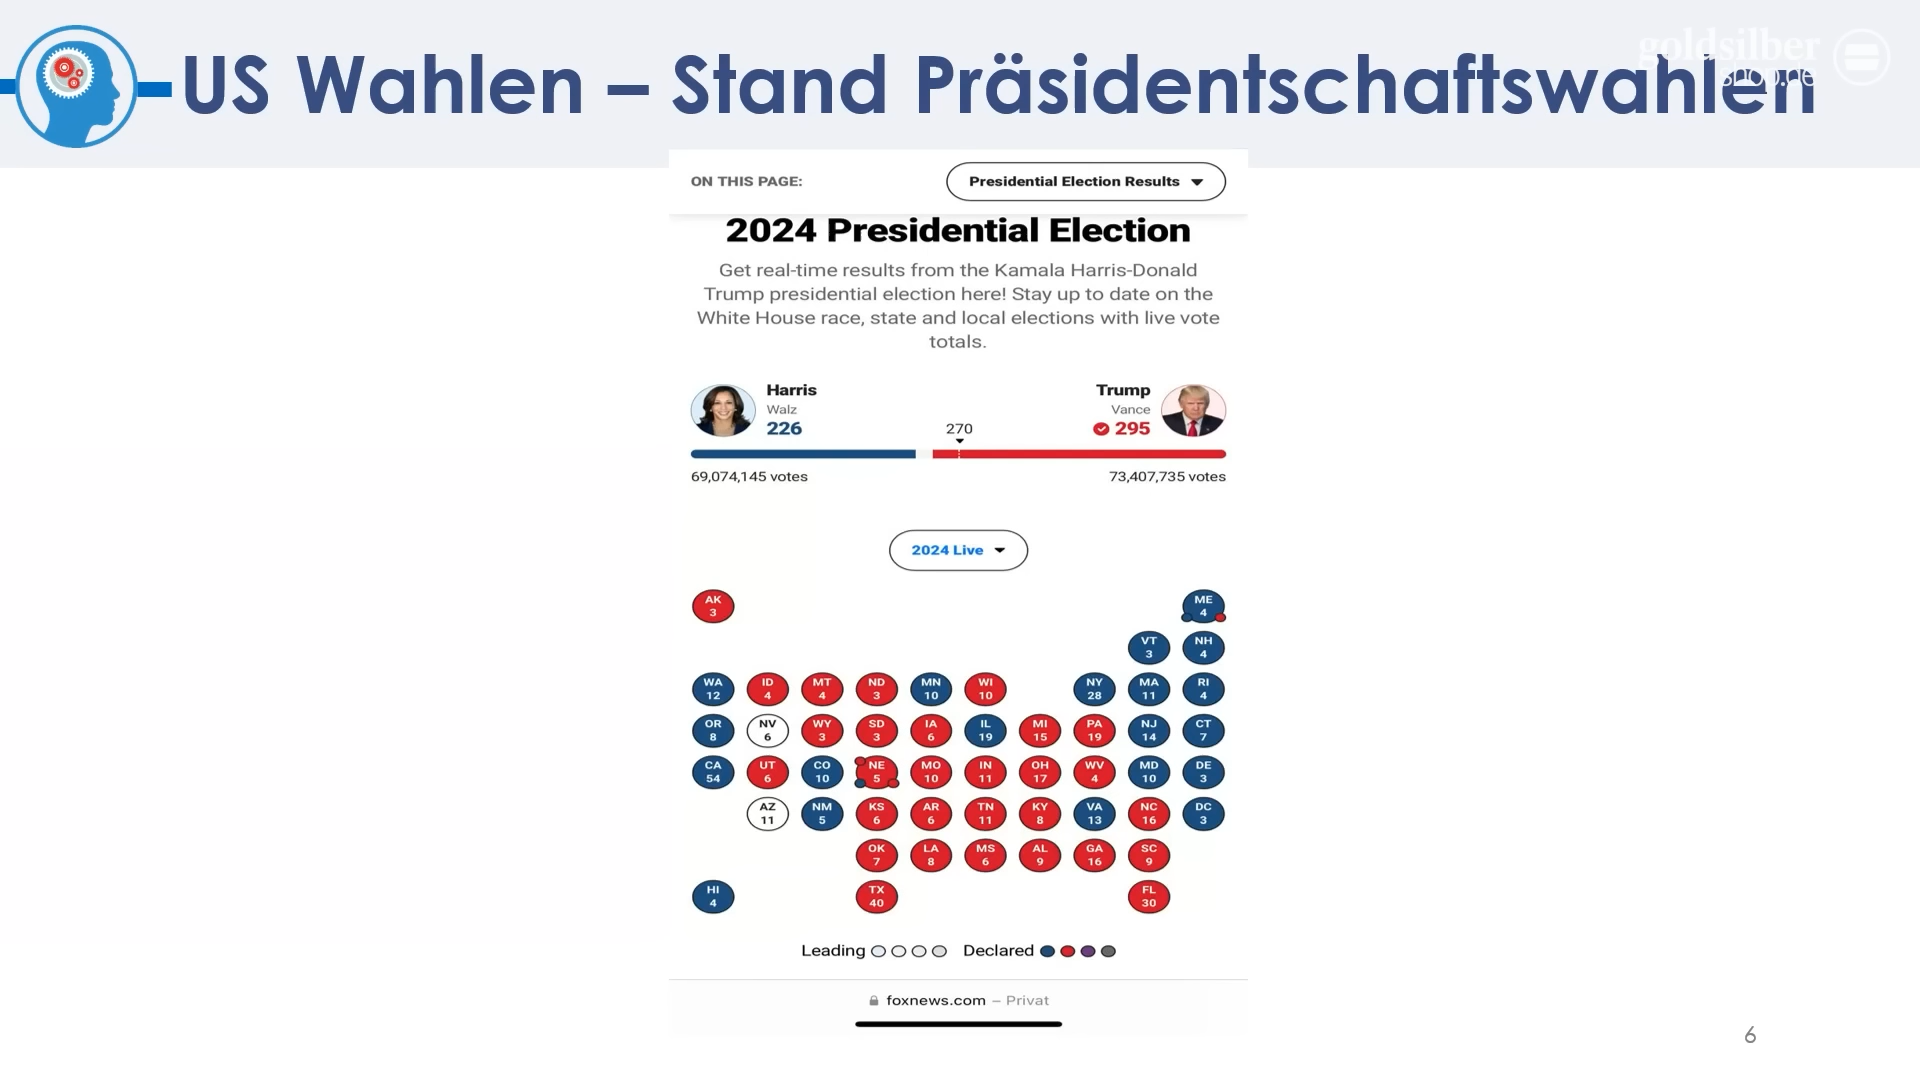 US Wahlen – Stand Präsidentschaftswahlen
goldsilber
shop.de
ON THIS PAGE:
Presidential Election Results
2024 Presidential Election
Get real-time results from the Kamala Harris-Donald
Trump presidential election here! Stay up to date on the
White House race, state and local elections with live vote
totals.
Harris
Walz
226
270
Trump
Vance
295
69,074,145 votes
73,407,735 votes
2024 Live
AK 3
ME 4
VT 3
NH 4
WA 12
ID 4
MT 4
ND 3
MN 10
WI 10
NY 28
MA 11
RI 4
OR 8
NV 6
WY 3
SD 3
IA 6
IL 19
MI 15
PA 19
NJ 14
CT 7
CA 54
UT 6
CO 10
NE 5
MO 10
IN 11
OH 17
WV 4
MD 10
DE 3
AZ 11
NM 5
KS 6
AR 6
TN 11
KY 8
VA 13
NC 16
DC 3
OK 7
LA 8
MS 6
AL 9
GA 16
SC 9
HI 4
TX 40
FL 30
Leading
Declared
foxnews.com – Privat
6